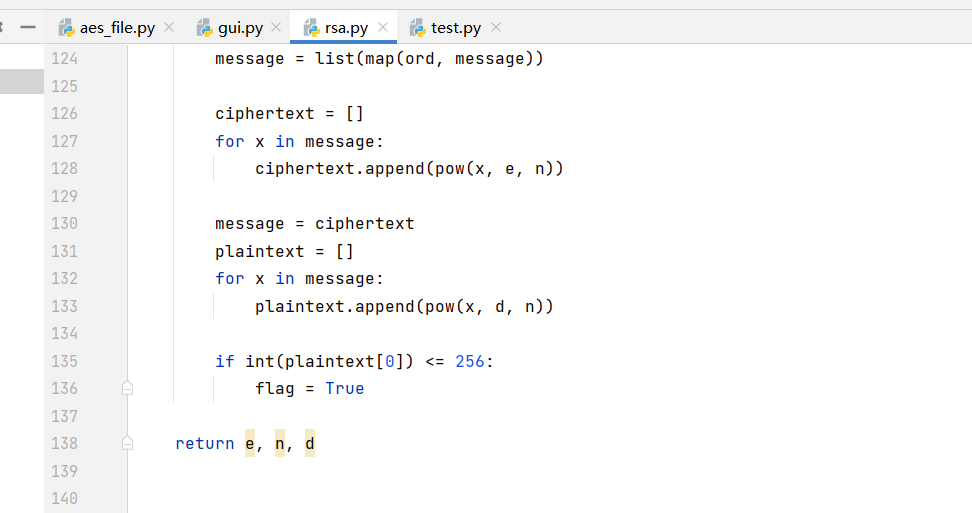 aes_file.py gui.py rsa.py test.py
124 message = list(map(ord, message))
125
126 ciphertext = []
127 for x in message:
128 ciphertext.append(pow(x, e, n))
129
130 message = ciphertext
131 plaintext = []
132 for x in message:
133 plaintext.append(pow(x, d, n))
134
135 if int(plaintext[0]) <= 256:
136 flag = True
137
138 return e, n, d
139
140